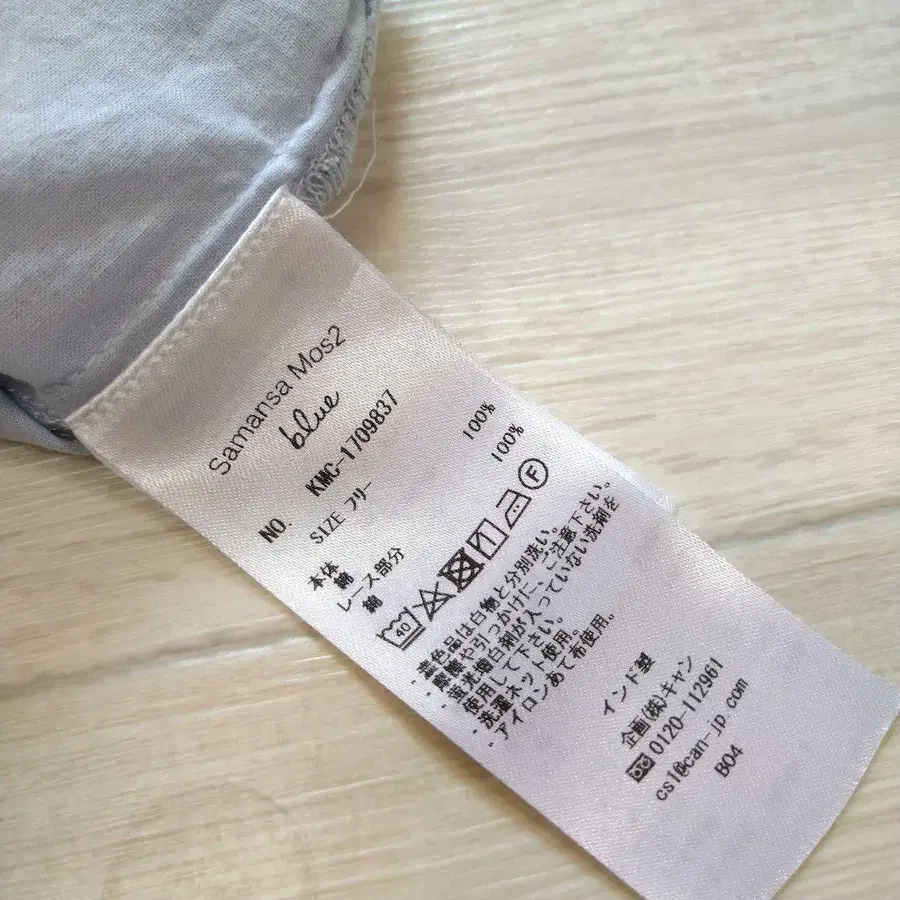 Samansa Mos2
blue
NO. KMC-1709837
SIZE フリー
本体
綿 100%
レース部分
綿 100%
40
F
・濃色品は白物と分別洗い。
・摩擦や引っかけに、ご注意下さい。
・蛍光増白剤が入っていない洗剤を
使用して下さい。
・洗濯ネット使用。
・アイロンあて布使用。
インド製
企画(株)キャン
0120-112961
cs1@can-jp.com
B04